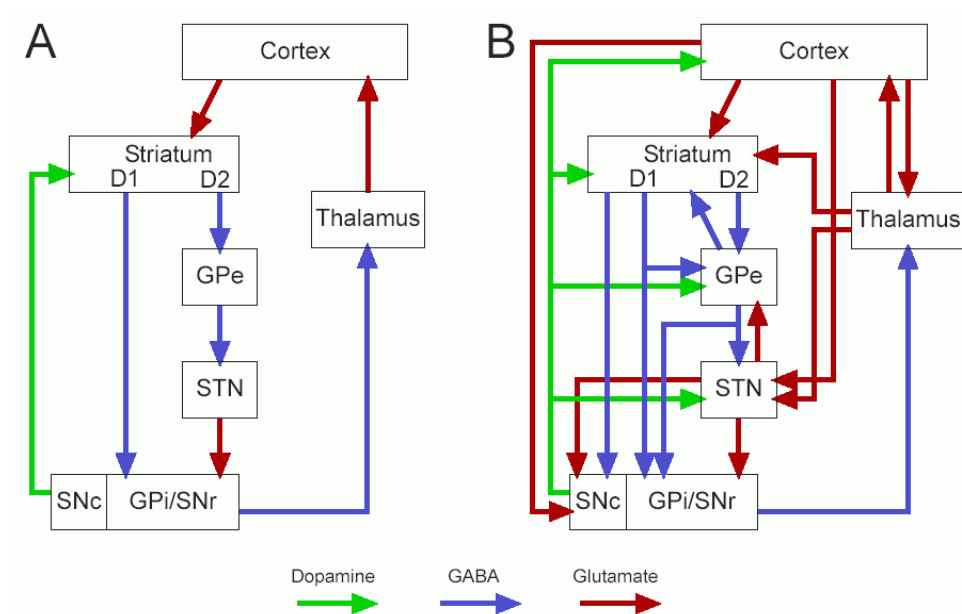 A
Cortex
Striatum
D1 D2
Thalamus
GPe
STN
SNc GPi/SNr
B
Cortex
Striatum
D1 D2
Thalamus
GPe
STN
SNc GPi/SNr
Dopamine GABA Glutamate